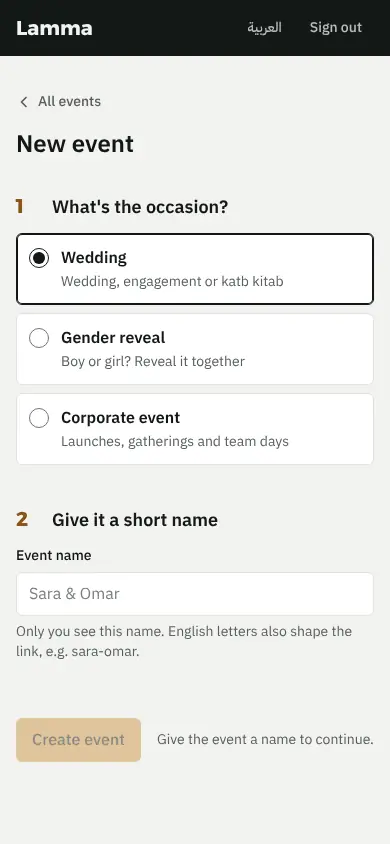 Lamma
العربية
Sign out
All events
New event
1 What's the occasion?
Wedding
Wedding, engagement or katb kitab
Gender reveal
Boy or girl? Reveal it together
Corporate event
Launches, gatherings and team days
2 Give it a short name
Event name
Sara & Omar
Only you see this name. English letters also shape the
link, e.g. sara-omar.
Create event
Give the event a name to continue.